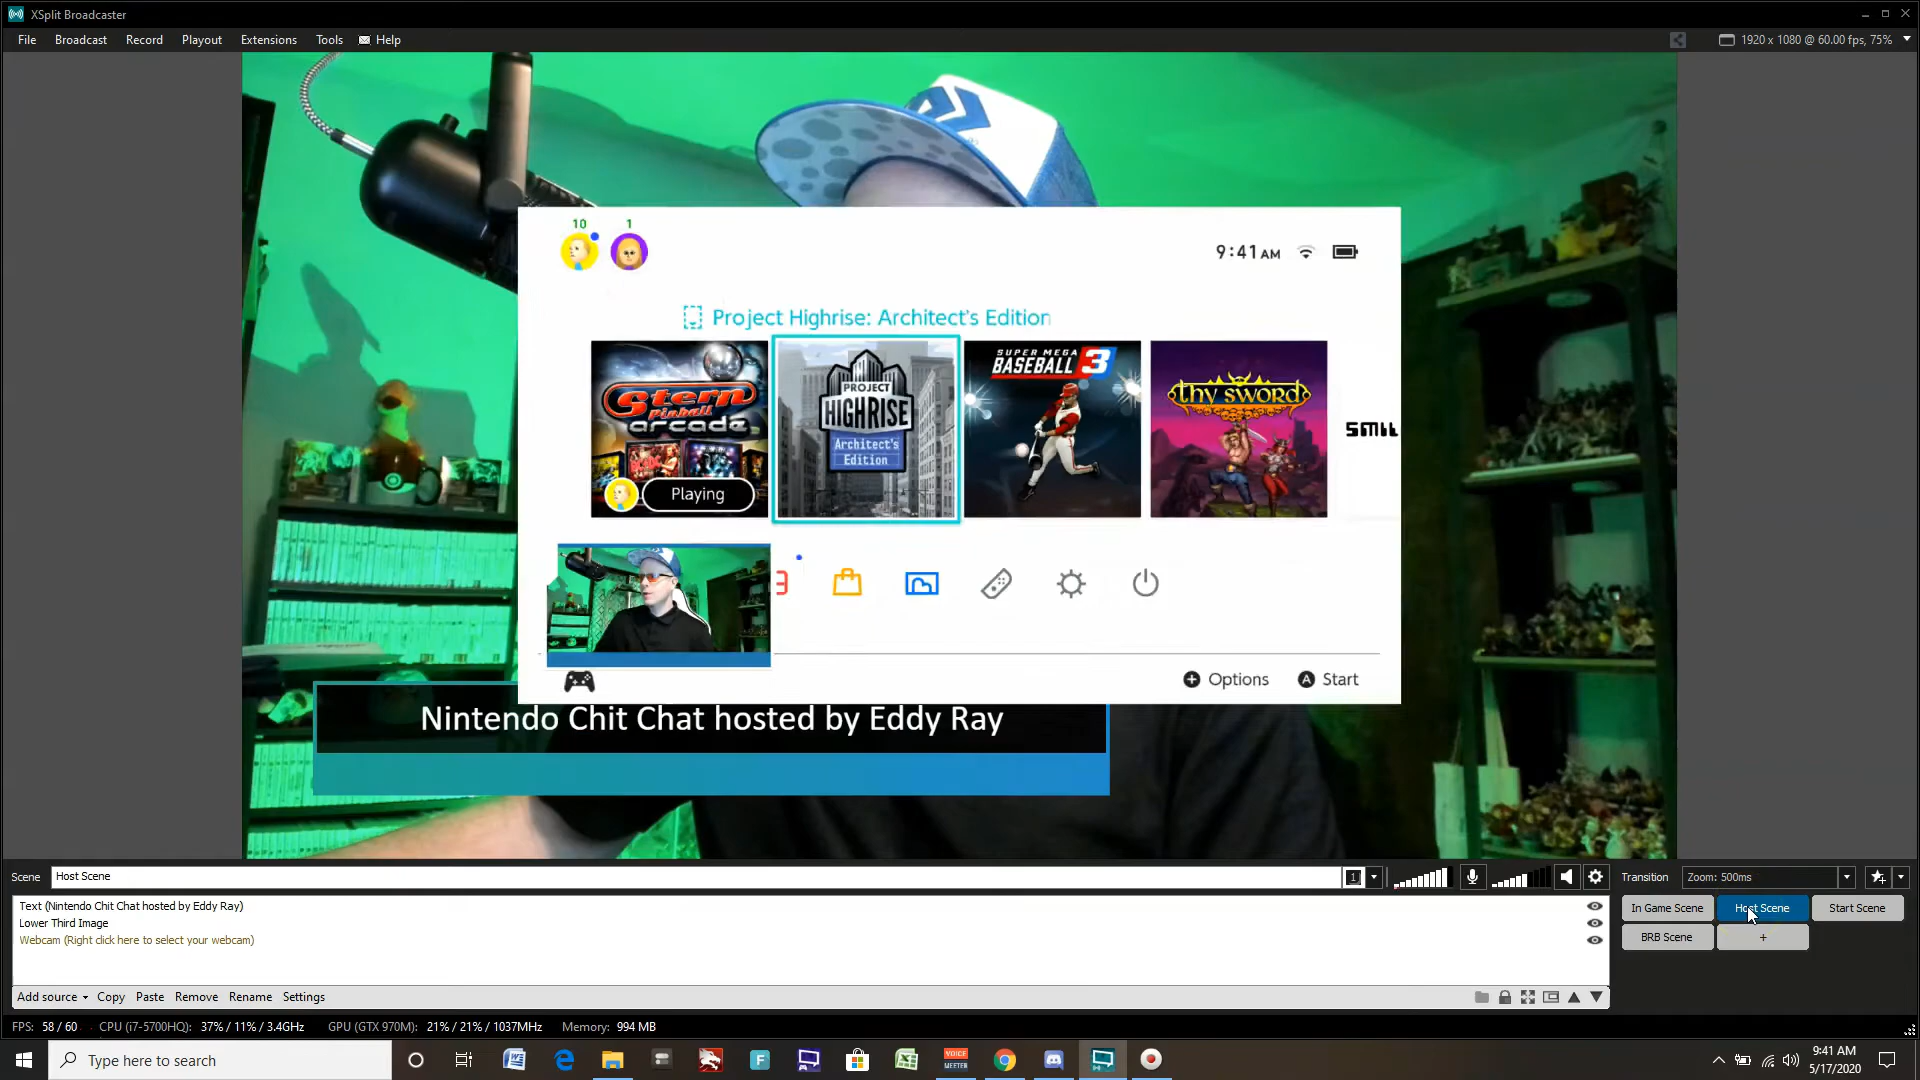 XSplit Broadcaster
File Broadcast Record Playout Extensions Tools Help
1920 x 1080 @ 60.00 fps, 75%
10 1
9:41 AM
Project Highrise: Architect's Edition
Stern Pinball arcade
Playing
PROJECT HIGHRISE Architect's Edition
SUPER MEGA BASEBALL 3
thy sword
SMIL
Options Start
Nintendo Chit Chat hosted by Eddy Ray
Scene Host Scene 1
Transition Zoom: 500ms
Text (Nintendo Chit Chat hosted by Eddy Ray)
Lower Third Image
Webcam (Right click here to select your webcam)
In Game Scene Host Scene Start Scene
BRB Scene +
Add source Copy Paste Remove Rename Settings
FPS: 58 / 60 CPU (i7-5700HQ): 37% / 11% / 3.4GHz GPU (GTX 970M): 21% / 21% / 1037MHz Memory: 994 MB
Type here to search
VOICE MEETER
9:41 AM
5/17/2020